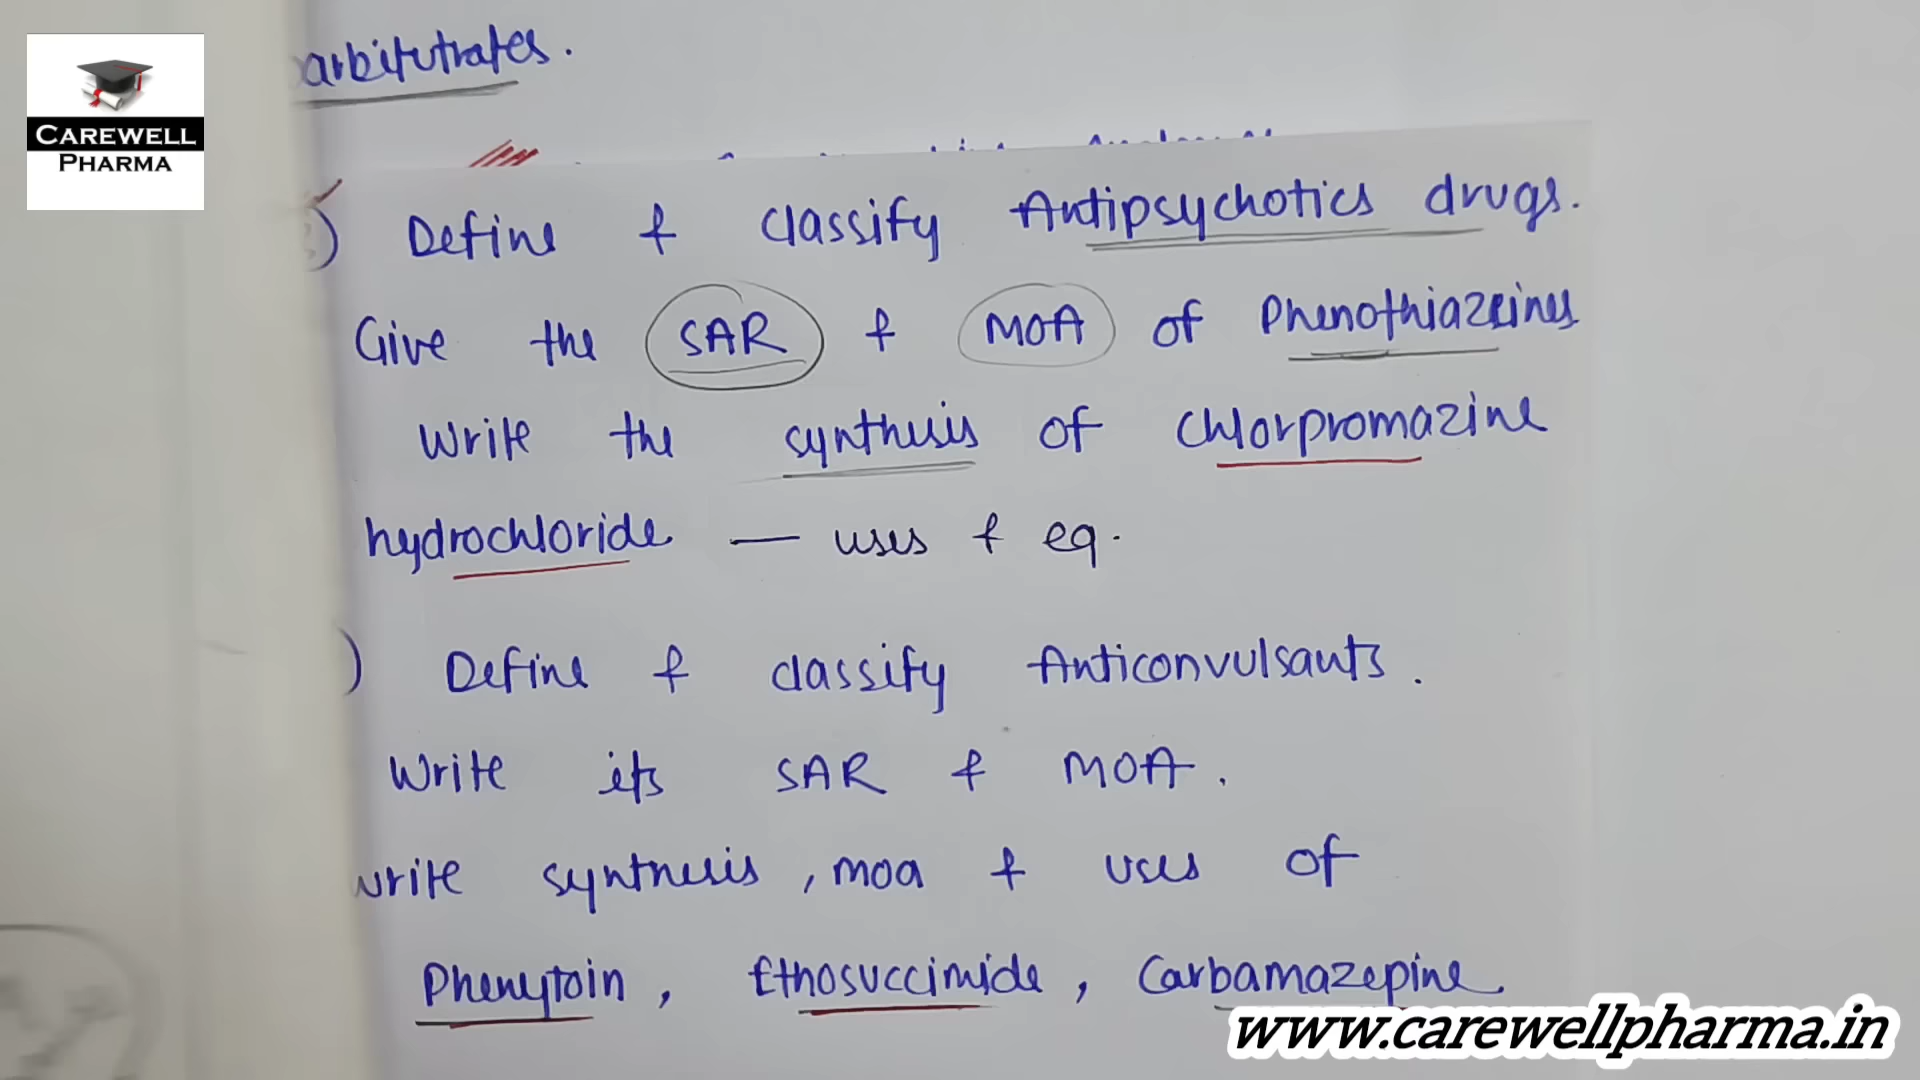 arbitutrates.
CAREWELL
PHARMA
) Define & classify Antipsychotics drugs.
Give the SAR & MOA of Phenothiazines
Write the synthesis of Chlorpromazine
hydrochloride — uses & eq.
) Define & classify Anticonvulsants.
Write its SAR & MOA.
write synthesis, moa & uses of
Phenytoin, Ethosuccimide, Carbamazepine
www.carewellpharma.in